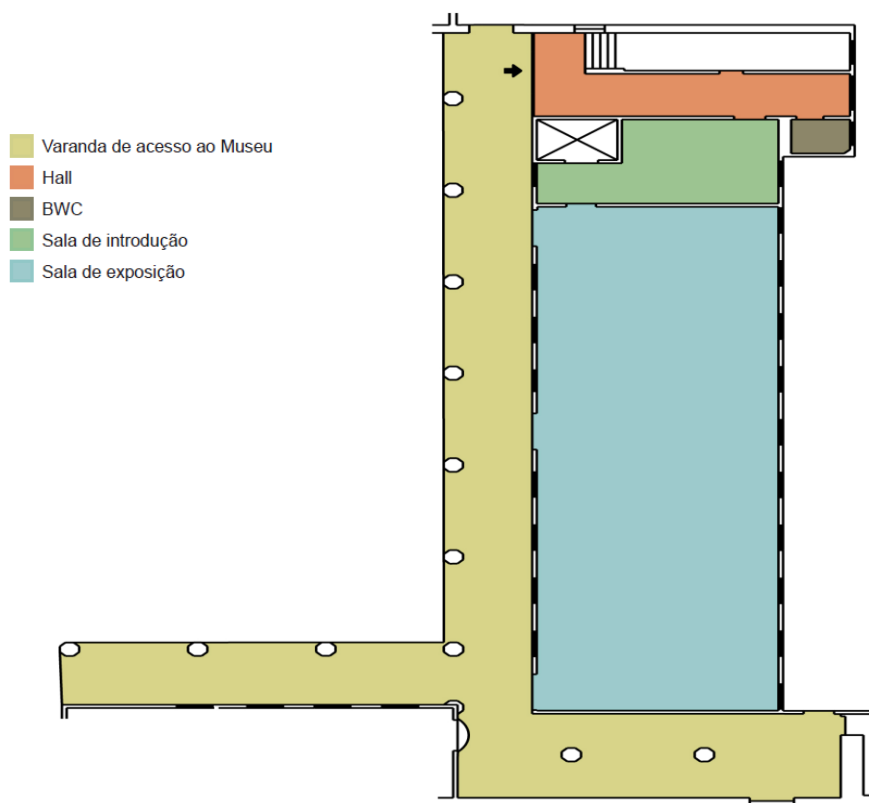 Varanda de acesso ao Museu
Hall
BWC
Sala de introdução
Sala de exposição